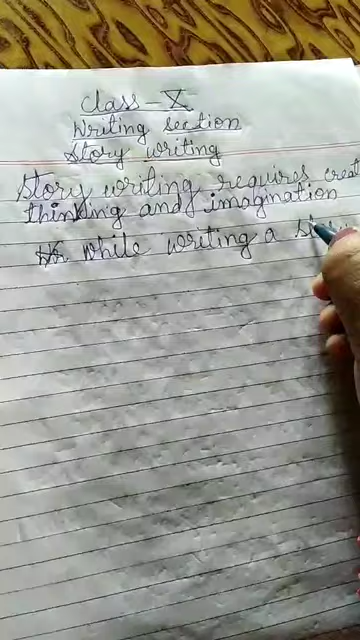 Class - X
Writing section
Story writing
Story writing requires creat
thinking and imagination
While writing a st